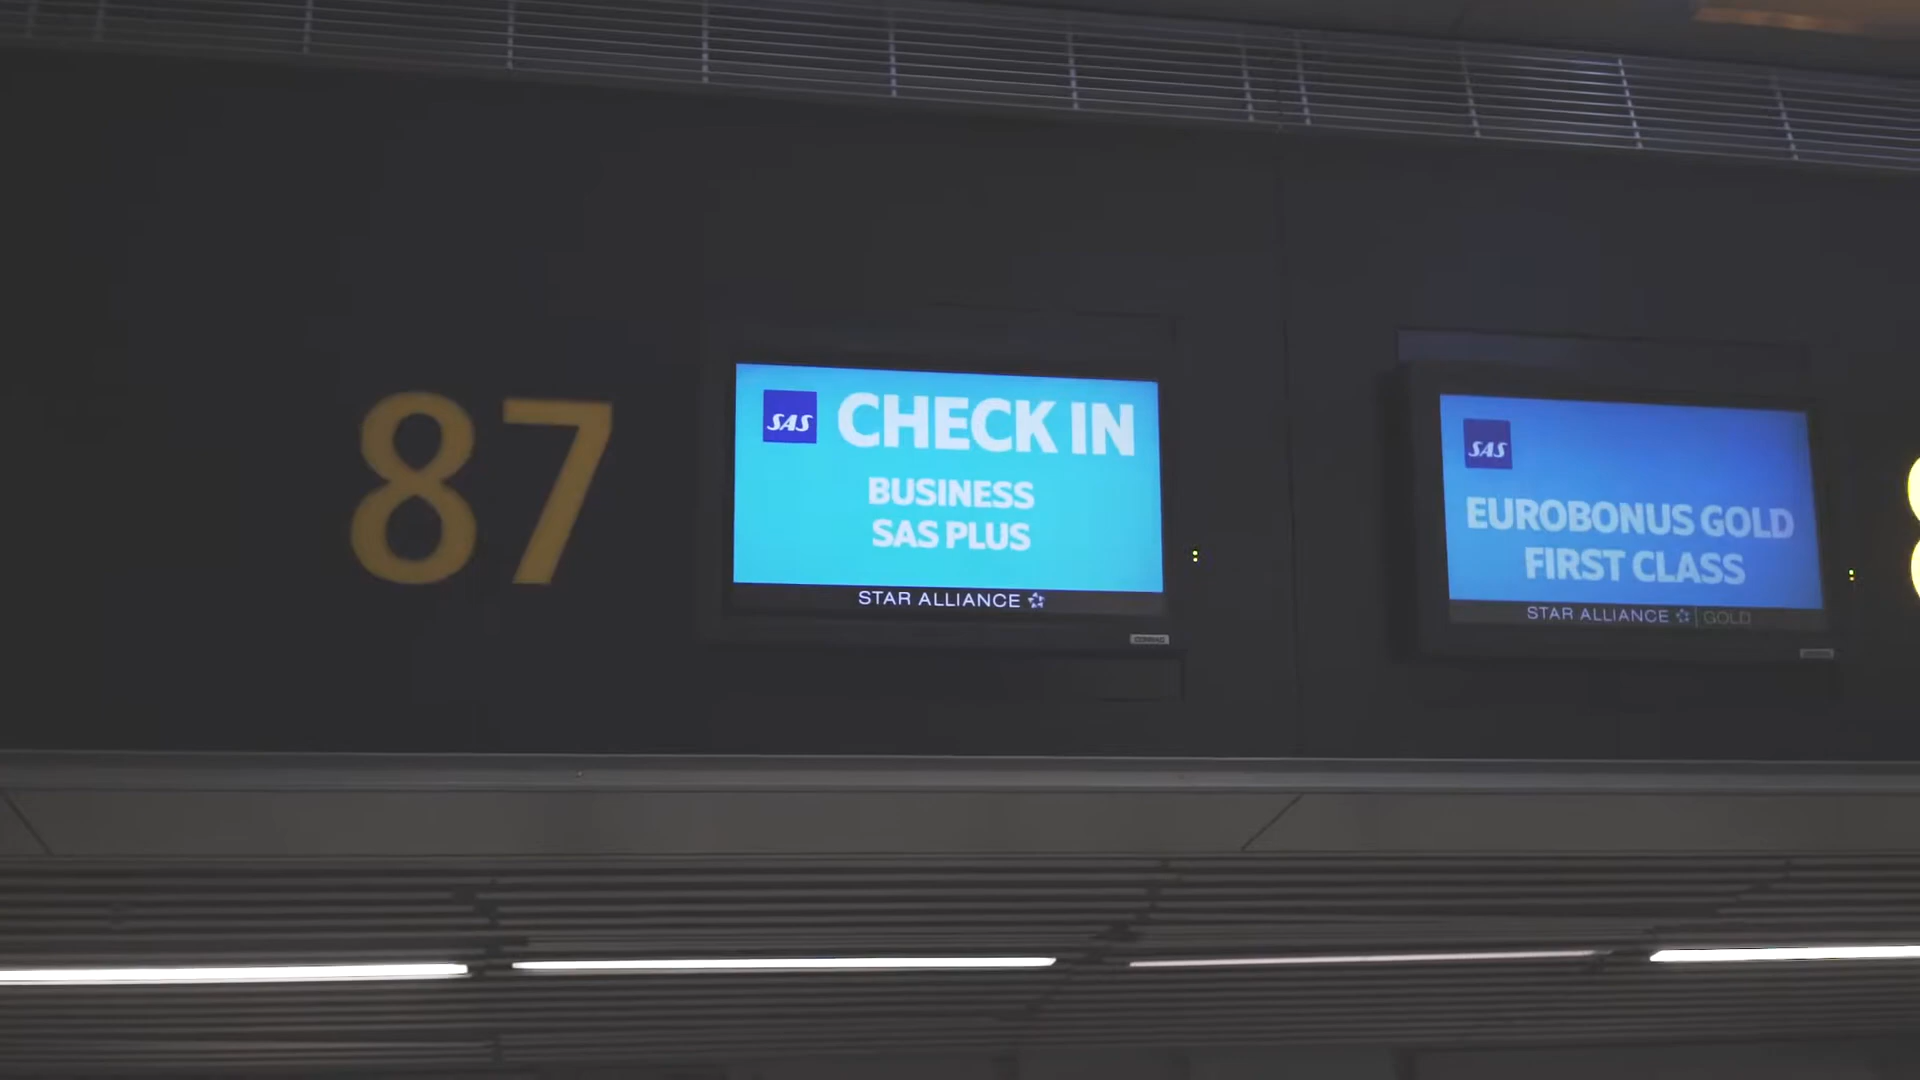 87
SAS CHECK IN
BUSINESS
SAS PLUS
STAR ALLIANCE
SAS
EUROBONUS GOLD
FIRST CLASS
STAR ALLIANCE | GOLD